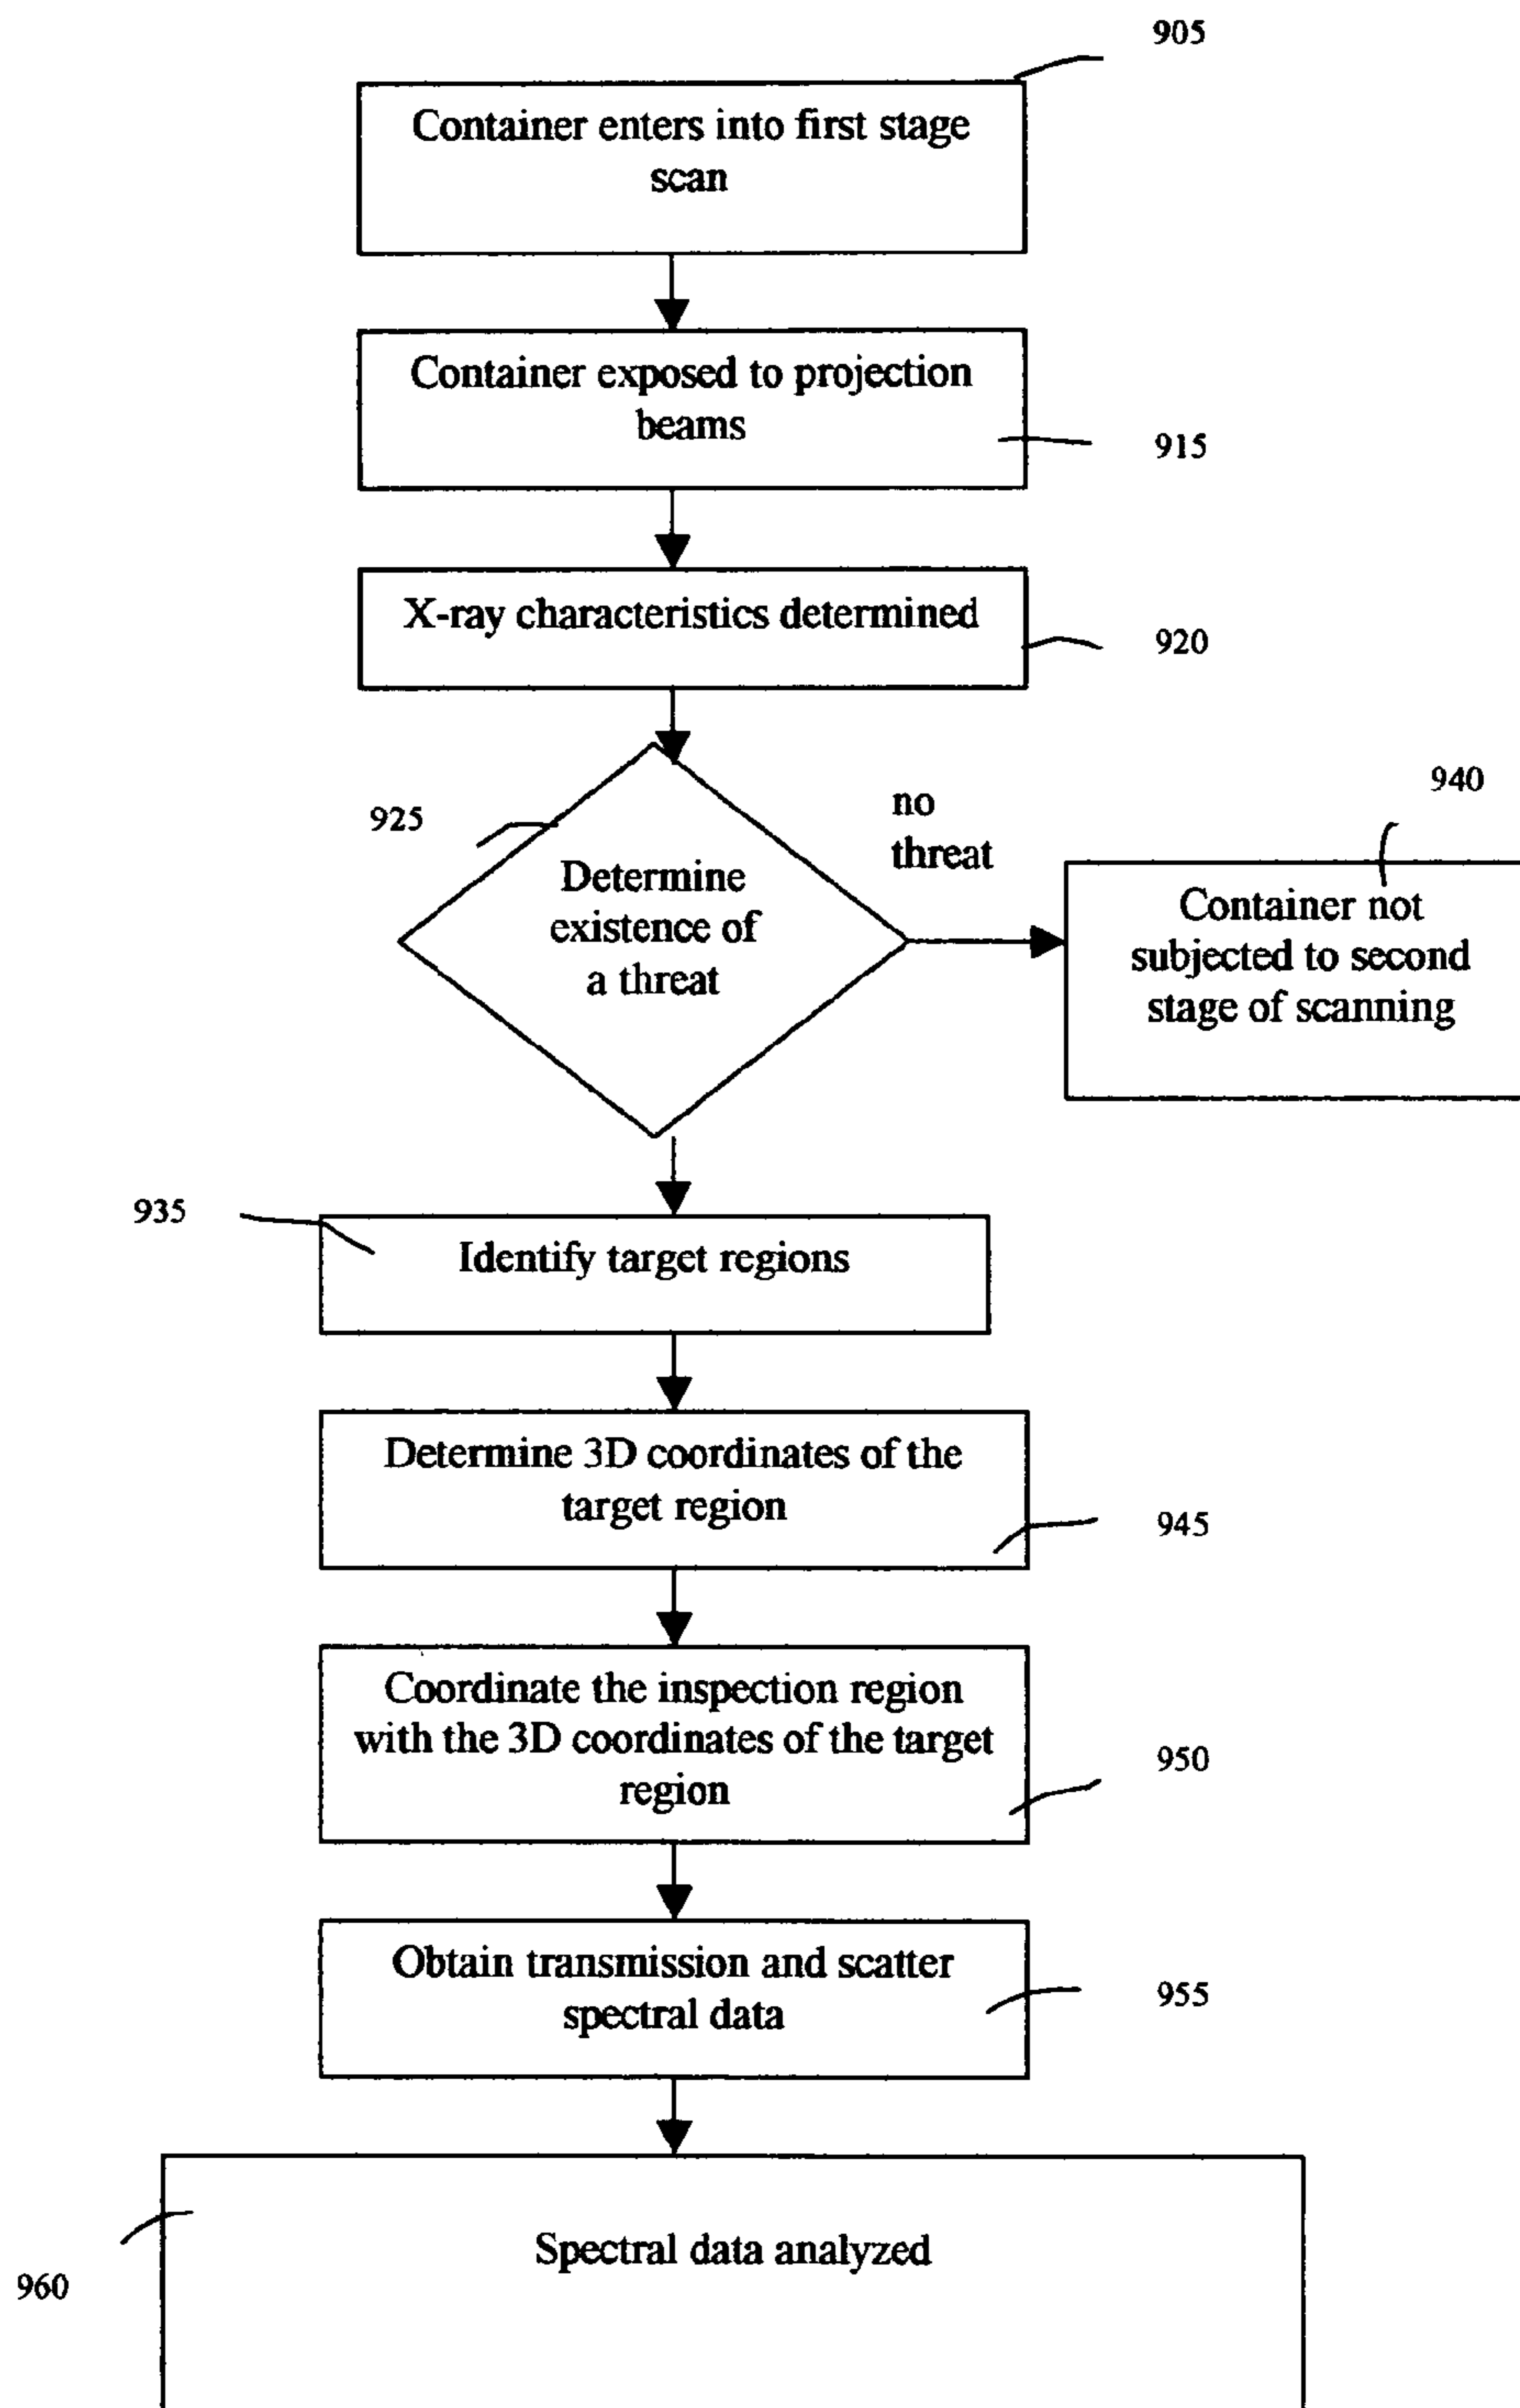 905
Container enters into first stage
scan
Container exposed to projection
beams
915
X-ray characteristics determined
920
925
no
threat
940
Determine
existence of
a threat
Container not
subjected to second
stage of scanning
935
Identify target regions
Determine 3D coordinates of the
target region
945
Coordinate the inspection region
with the 3D coordinates of the target
region
950
Obtain transmission and scatter
spectral data
955
Spectral data analyzed
960